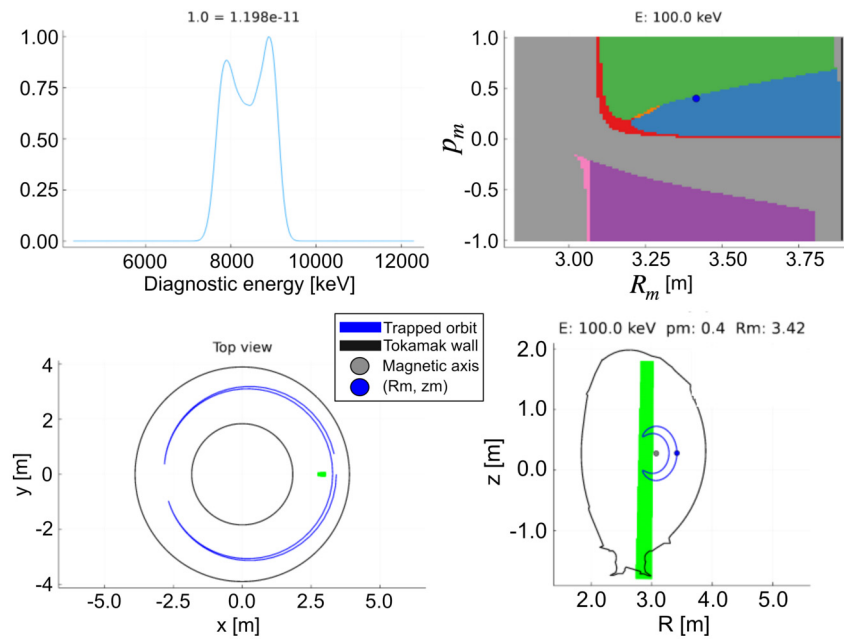 1.0 = 1.198e-11
1.00
0.75
0.50
0.25
0.00
6000 8000 10000 12000
Diagnostic energy [keV]
E: 100.0 keV
1.0
0.5
0.0
-0.5
-1.0
p_m
3.00 3.25 3.50 3.75
R_m [m]
Trapped orbit
Tokamak wall
Magnetic axis
(Rm, zm)
Top view
4
2
0
-2
-4
y [m]
-5.0 -2.5 0.0 2.5 5.0
x [m]
E: 100.0 keV pm: 0.4 Rm: 3.42
2.0
1.0
0.0
-1.0
z [m]
2.0 3.0 4.0 5.0
R [m]